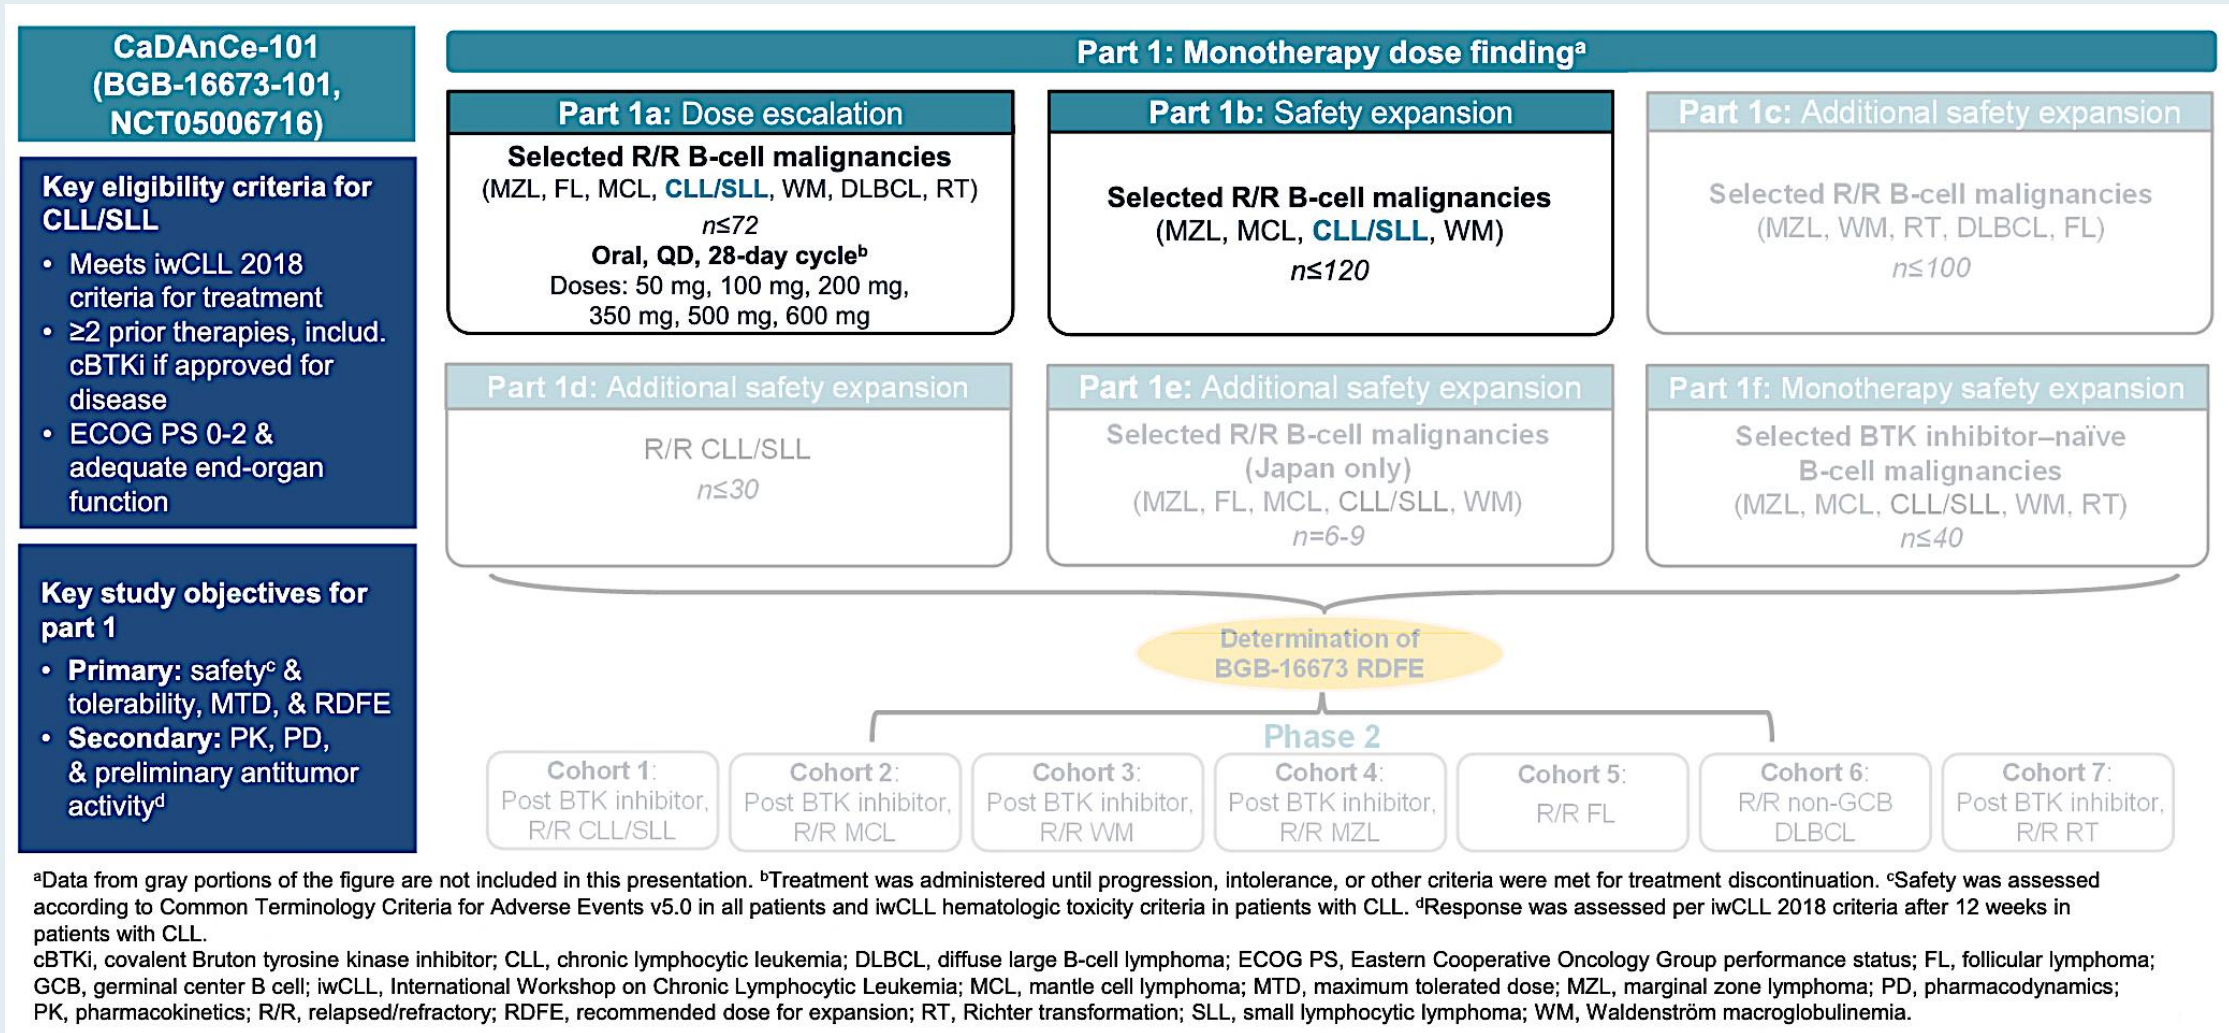 CaDAnCe-101
(BGB-16673-101,
NCT05006716)
Key eligibility criteria for
CLL/SLL
• Meets iwCLL 2018
criteria for treatment
• ≥2 prior therapies, includ.
cBTKi if approved for
disease
• ECOG PS 0-2 &
adequate end-organ
function
Key study objectives for
part 1
• Primary: safetyᶜ &
tolerability, MTD, & RDFE
• Secondary: PK, PD,
& preliminary antitumor
activityᵈ
Part 1: Monotherapy dose findingᵃ
Part 1a: Dose escalation
Selected R/R B-cell malignancies
(MZL, FL, MCL, CLL/SLL, WM, DLBCL, RT)
n≤72
Oral, QD, 28-day cycleᵇ
Doses: 50 mg, 100 mg, 200 mg,
350 mg, 500 mg, 600 mg
Part 1b: Safety expansion
Selected R/R B-cell malignancies
(MZL, MCL, CLL/SLL, WM)
n≤120
Part 1c: Additional safety expansion
Selected R/R B-cell malignancies
(MZL, WM, RT, DLBCL, FL)
n≤100
Part 1d: Additional safety expansion
R/R CLL/SLL
n≤30
Part 1e: Additional safety expansion
Selected R/R B-cell malignancies
(Japan only)
(MZL, FL, MCL, CLL/SLL, WM)
n=6-9
Part 1f: Monotherapy safety expansion
Selected BTK inhibitor–naïve
B-cell malignancies
(MZL, MCL, CLL/SLL, WM, RT)
n≤40
Determination of
BGB-16673 RDFE
Phase 2
Cohort 1:
Post BTK inhibitor,
R/R CLL/SLL
Cohort 2:
Post BTK inhibitor,
R/R MCL
Cohort 3:
Post BTK inhibitor,
R/R WM
Cohort 4:
Post BTK inhibitor,
R/R MZL
Cohort 5:
R/R FL
Cohort 6:
R/R non-GCB
DLBCL
Cohort 7:
Post BTK inhibitor,
R/R RT
ᵃData from gray portions of the figure are not included in this presentation. ᵇTreatment was administered until progression, intolerance, or other criteria were met for treatment discontinuation. ᶜSafety was assessed
according to Common Terminology Criteria for Adverse Events v5.0 in all patients and iwCLL hematologic toxicity criteria in patients with CLL. ᵈResponse was assessed per iwCLL 2018 criteria after 12 weeks in
patients with CLL.
cBTKi, covalent Bruton tyrosine kinase inhibitor; CLL, chronic lymphocytic leukemia; DLBCL, diffuse large B-cell lymphoma; ECOG PS, Eastern Cooperative Oncology Group performance status; FL, follicular lymphoma;
GCB, germinal center B cell; iwCLL, International Workshop on Chronic Lymphocytic Leukemia; MCL, mantle cell lymphoma; MTD, maximum tolerated dose; MZL, marginal zone lymphoma; PD, pharmacodynamics;
PK, pharmacokinetics; R/R, relapsed/refractory; RDFE, recommended dose for expansion; RT, Richter transformation; SLL, small lymphocytic lymphoma; WM, Waldenström macroglobulinemia.